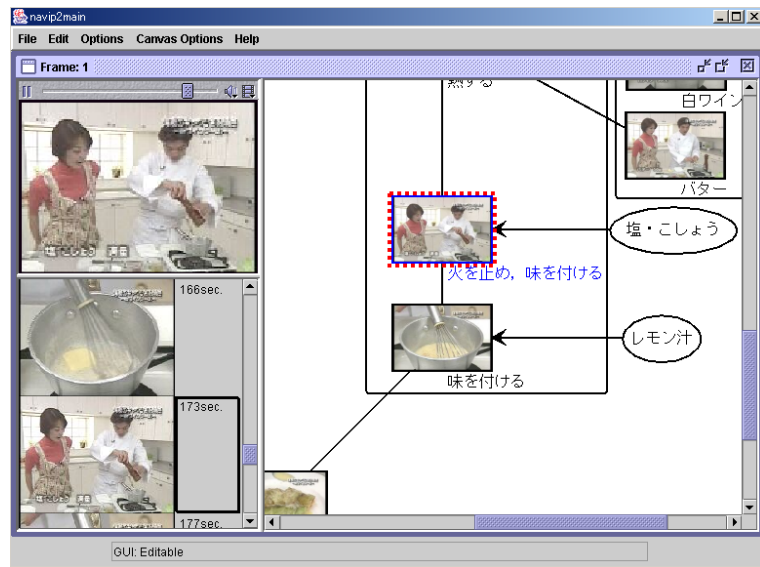 navip2main
File Edit Options Canvas Options Help
Frame: 1
塩・こしょう 適量
166sec.
173sec.
177sec.
熱する
白ワイン
バター
塩・こしょう
火を止め，味を付ける
レモン汁
味を付ける
GUI: Editable